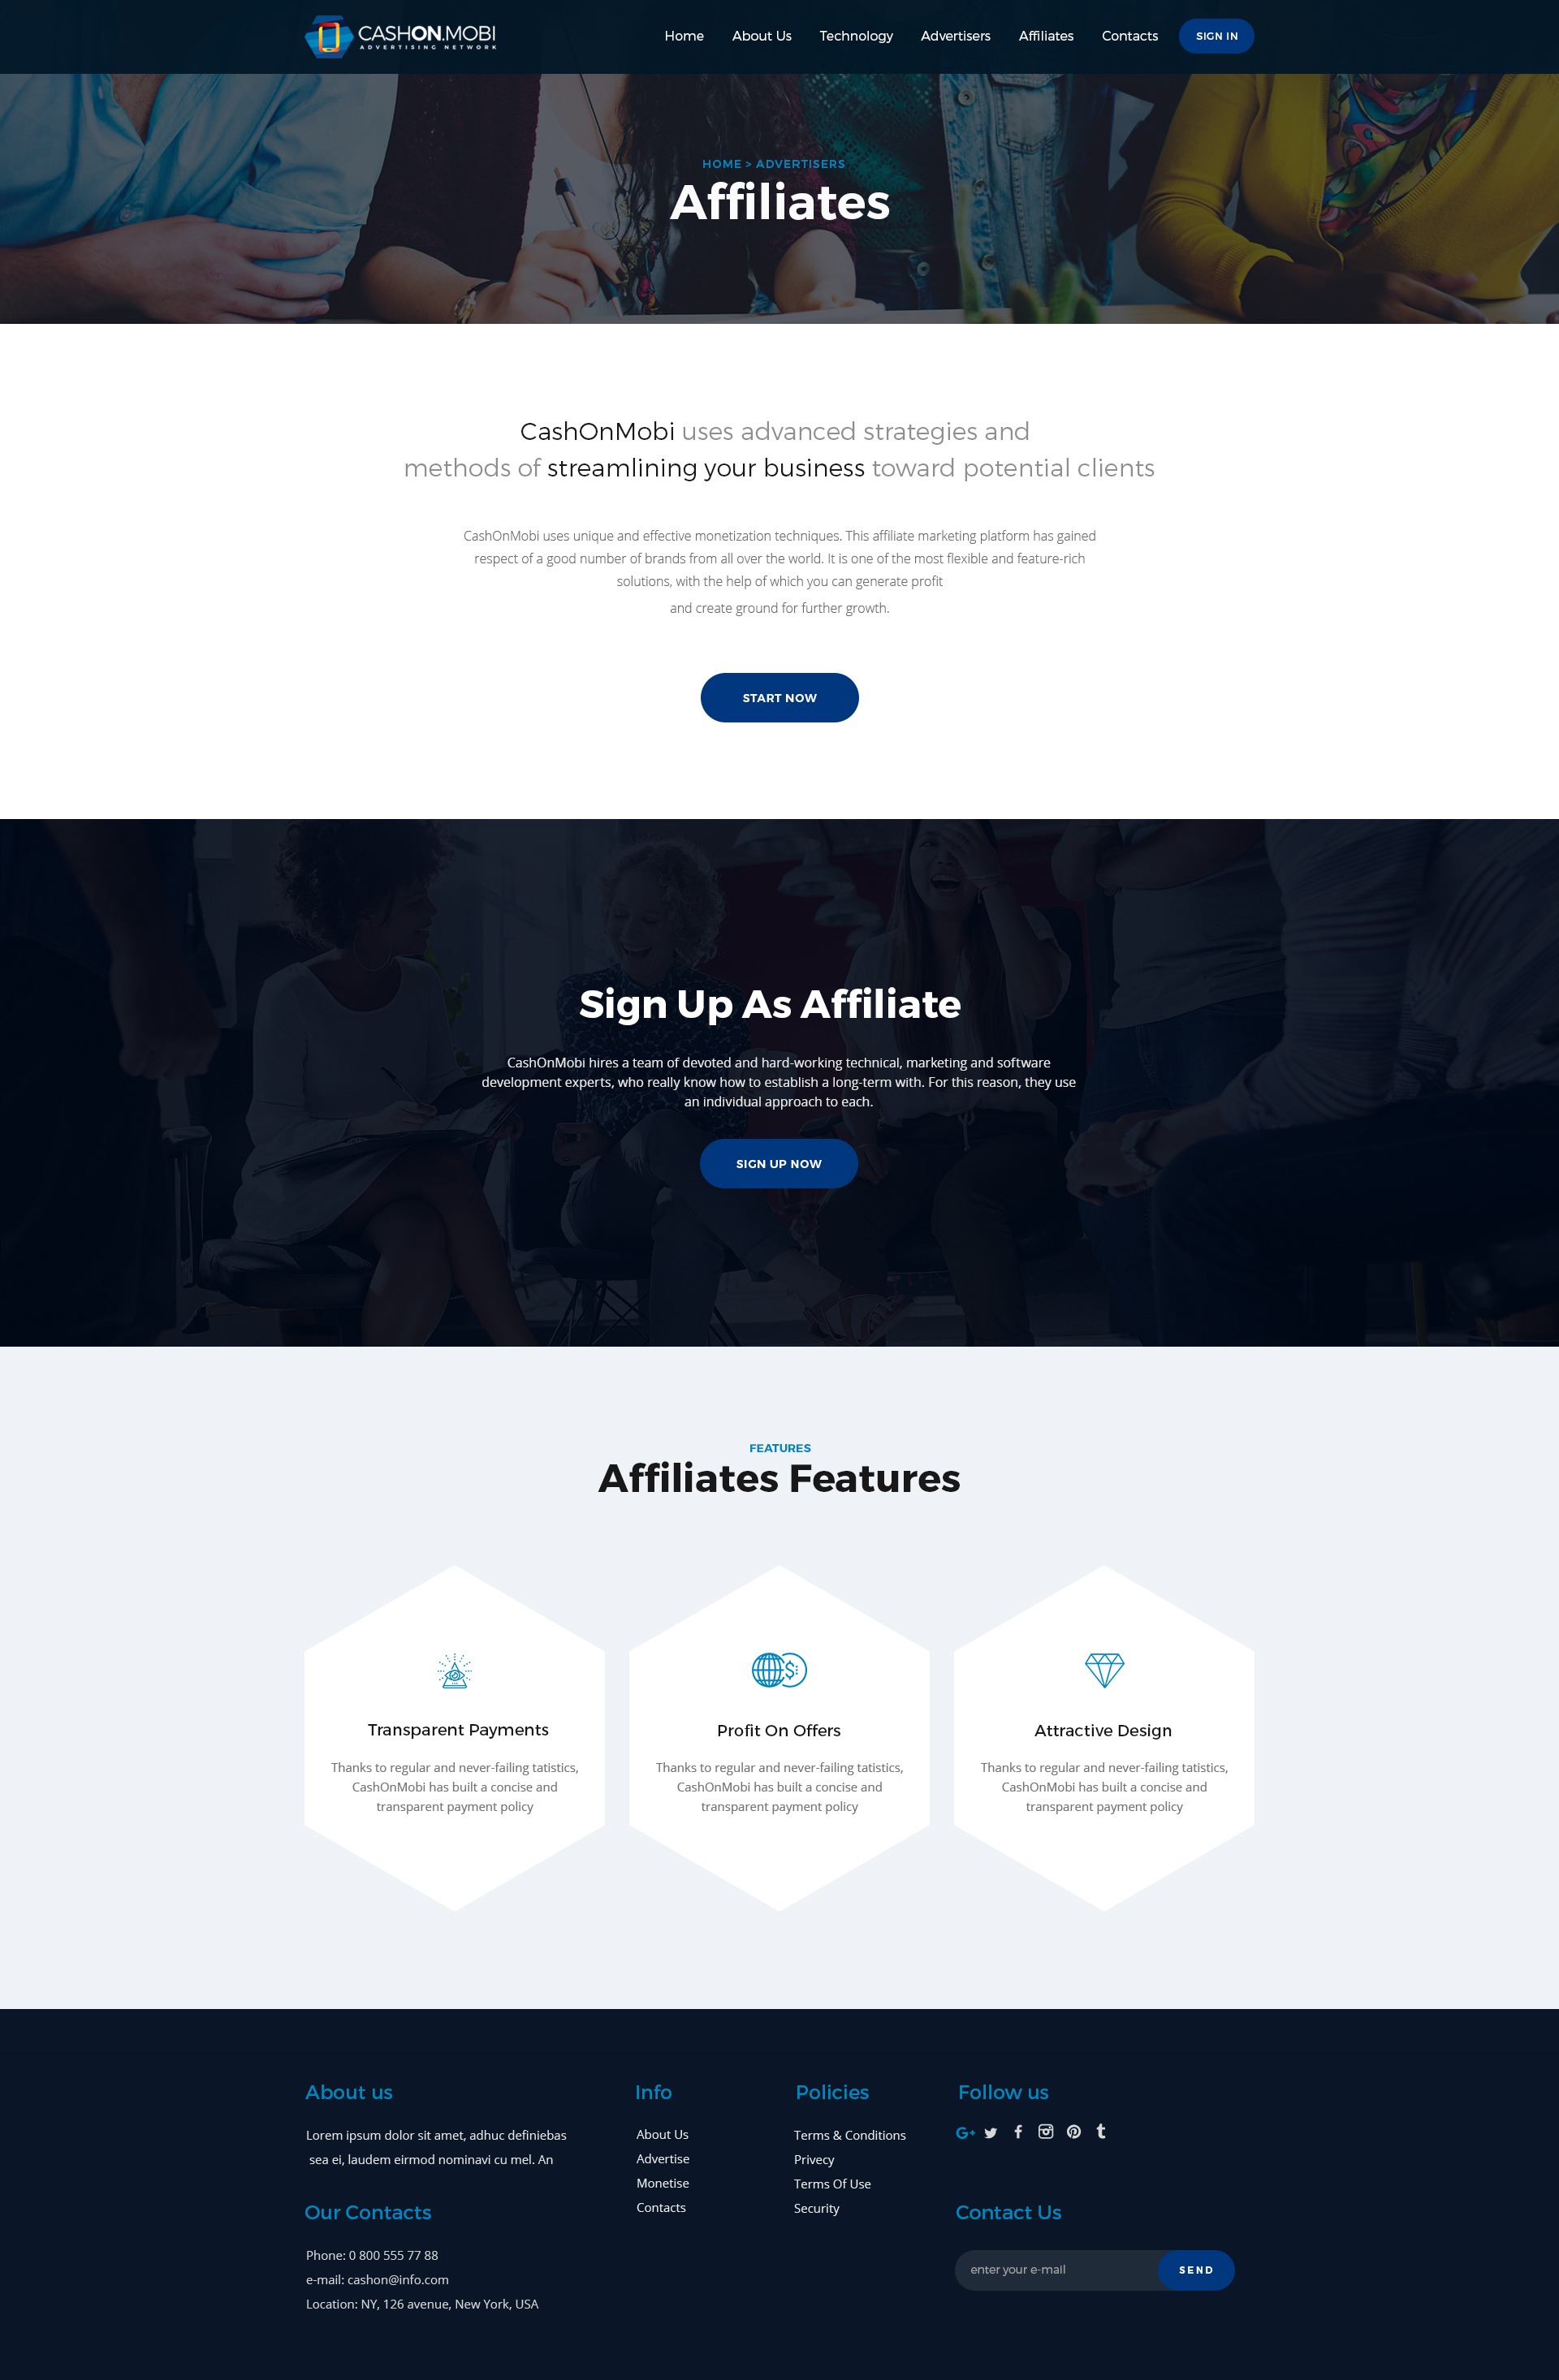 CASHON.MOBI
ADVERTISING NETWORK
Home About Us Technology Advertisers Affiliates Contacts SIGN IN
HOME > ADVERTISERS
Affiliates
CashOnMobi uses advanced strategies and
methods of streamlining your business toward potential clients
CashOnMobi uses unique and effective monetization techniques. This affiliate marketing platform has gained
respect of a good number of brands from all over the world. It is one of the most flexible and feature-rich
solutions, with the help of which you can generate profit
and create ground for further growth.
START NOW
Sign Up As Affiliate
CashOnMobi hires a team of devoted and hard-working technical, marketing and software
development experts, who really know how to establish a long-term with. For this reason, they use
an individual approach to each.
SIGN UP NOW
FEATURES
Affiliates Features
Transparent Payments
Thanks to regular and never-failing tatistics,
CashOnMobi has built a concise and
transparent payment policy
Profit On Offers
Thanks to regular and never-failing tatistics,
CashOnMobi has built a concise and
transparent payment policy
Attractive Design
Thanks to regular and never-failing tatistics,
CashOnMobi has built a concise and
transparent payment policy
About us
Lorem ipsum dolor sit amet, adhuc definiebas
sea ei, laudem eirmod nominavi cu mel. An
Our Contacts
Phone: 0 800 555 77 88
e-mail: cashon@info.com
Location: NY, 126 avenue, New York, USA
Info
About Us
Advertise
Monetise
Contacts
Policies
Terms & Conditions
Privecy
Terms Of Use
Security
Follow us
Contact Us
enter your e-mail SEND